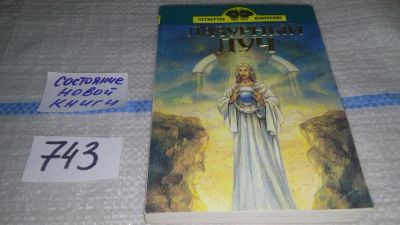 ЧЕТВЕРТОЕ ИЗМЕРЕНИЕ
ЛАЗУРНЫЙ
ЛУЧ
Состояние
новой
книги
743